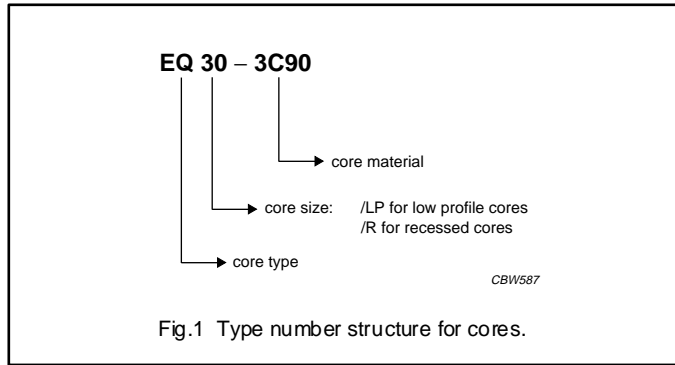 EQ 30 – 3C90
core material
core size: /LP for low profile cores
/R for recessed cores
core type
CBW587
Fig.1 Type number structure for cores.